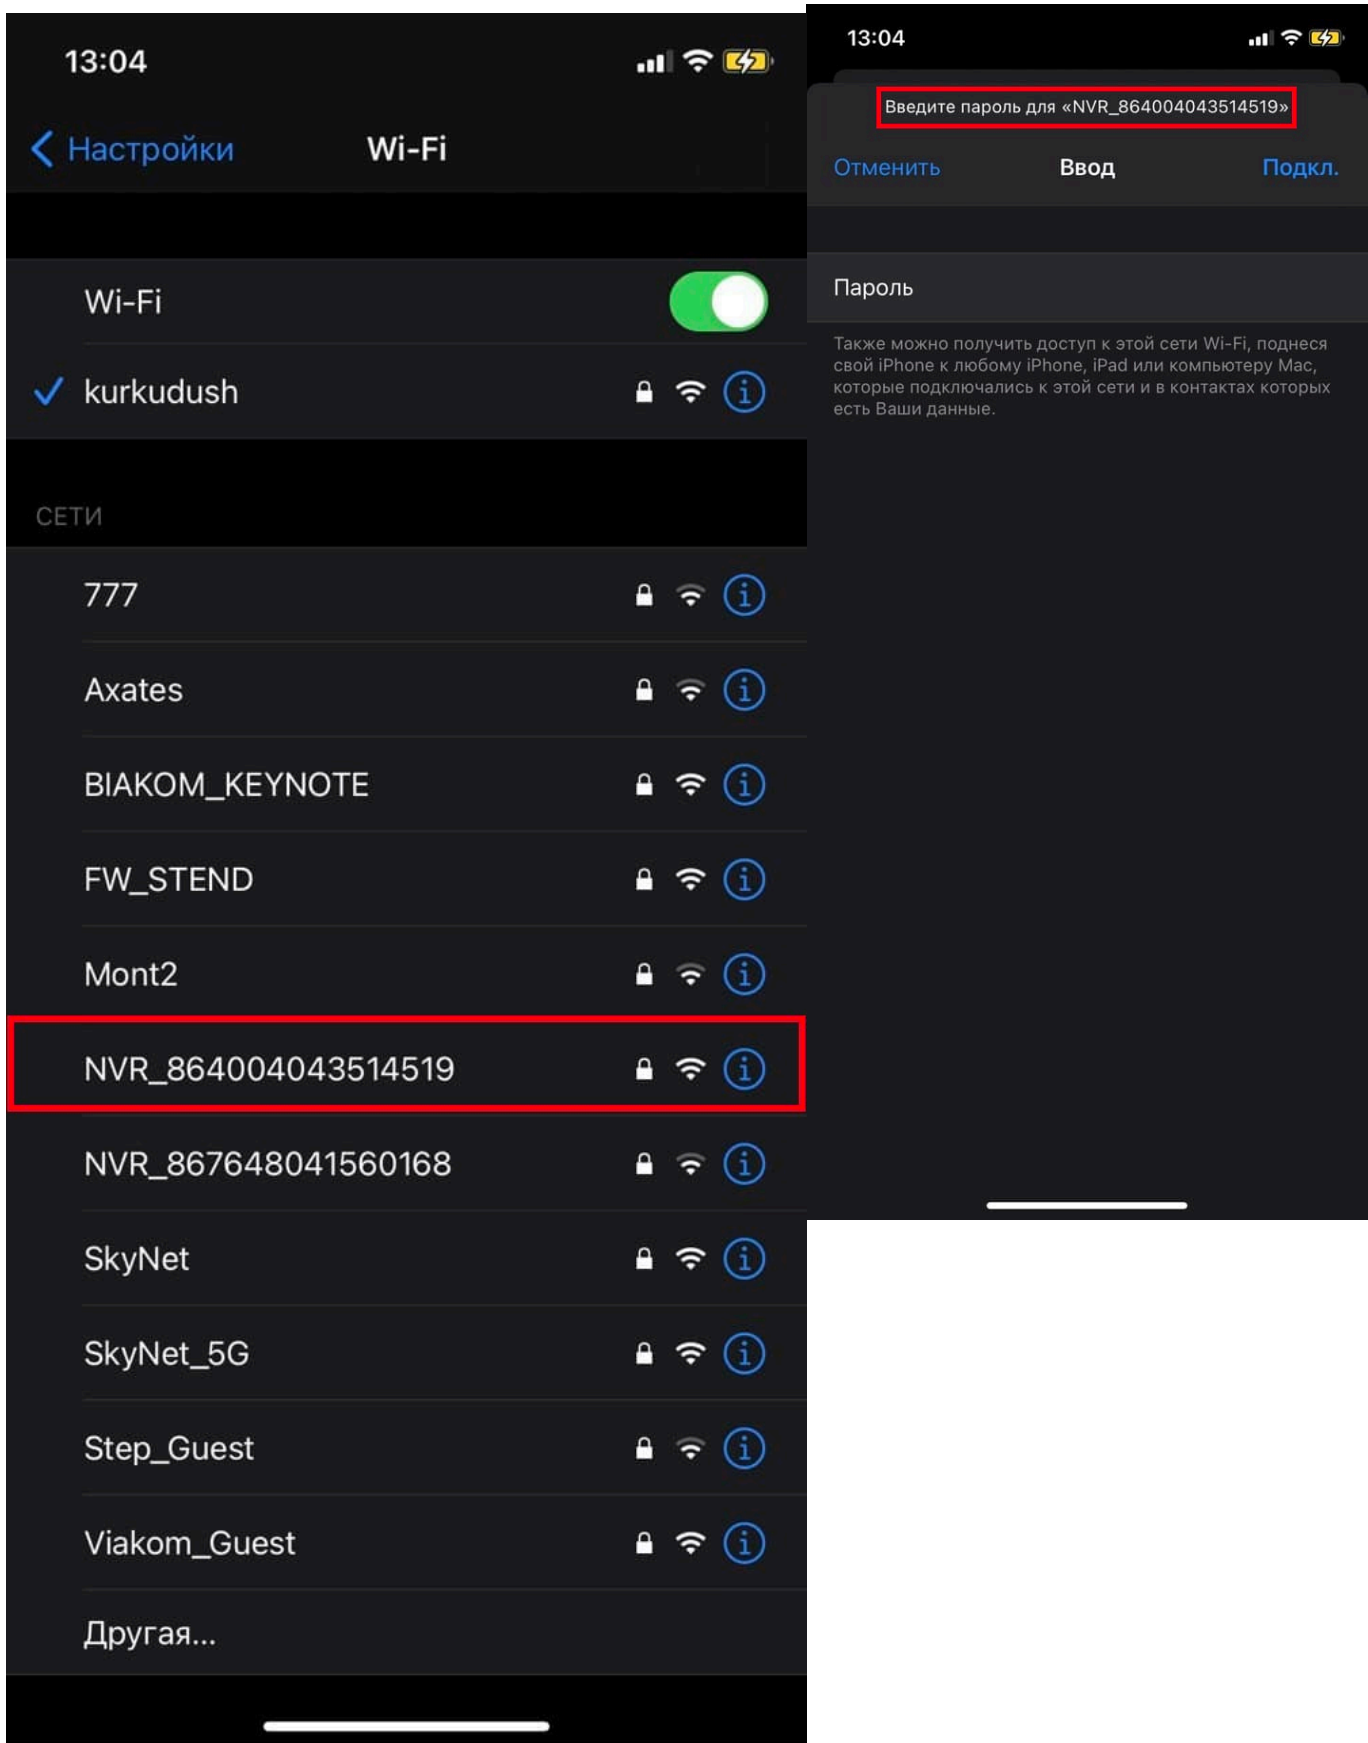 13:04
Настройки
Wi-Fi
Wi-Fi
kurkudush
СЕТИ
777
Axates
BIAKOM_KEYNOTE
FW_STEND
Mont2
NVR_864004043514519
NVR_867648041560168
SkyNet
SkyNet_5G
Step_Guest
Viakom_Guest
Другая...
13:04
Введите пароль для «NVR_864004043514519»
Отменить
Ввод
Подкл.
Пароль
Также можно получить доступ к этой сети Wi-Fi, поднеся
свой iPhone к любому iPhone, iPad или компьютеру Mac,
которые подключались к этой сети и в контактах которых
есть Ваши данные.